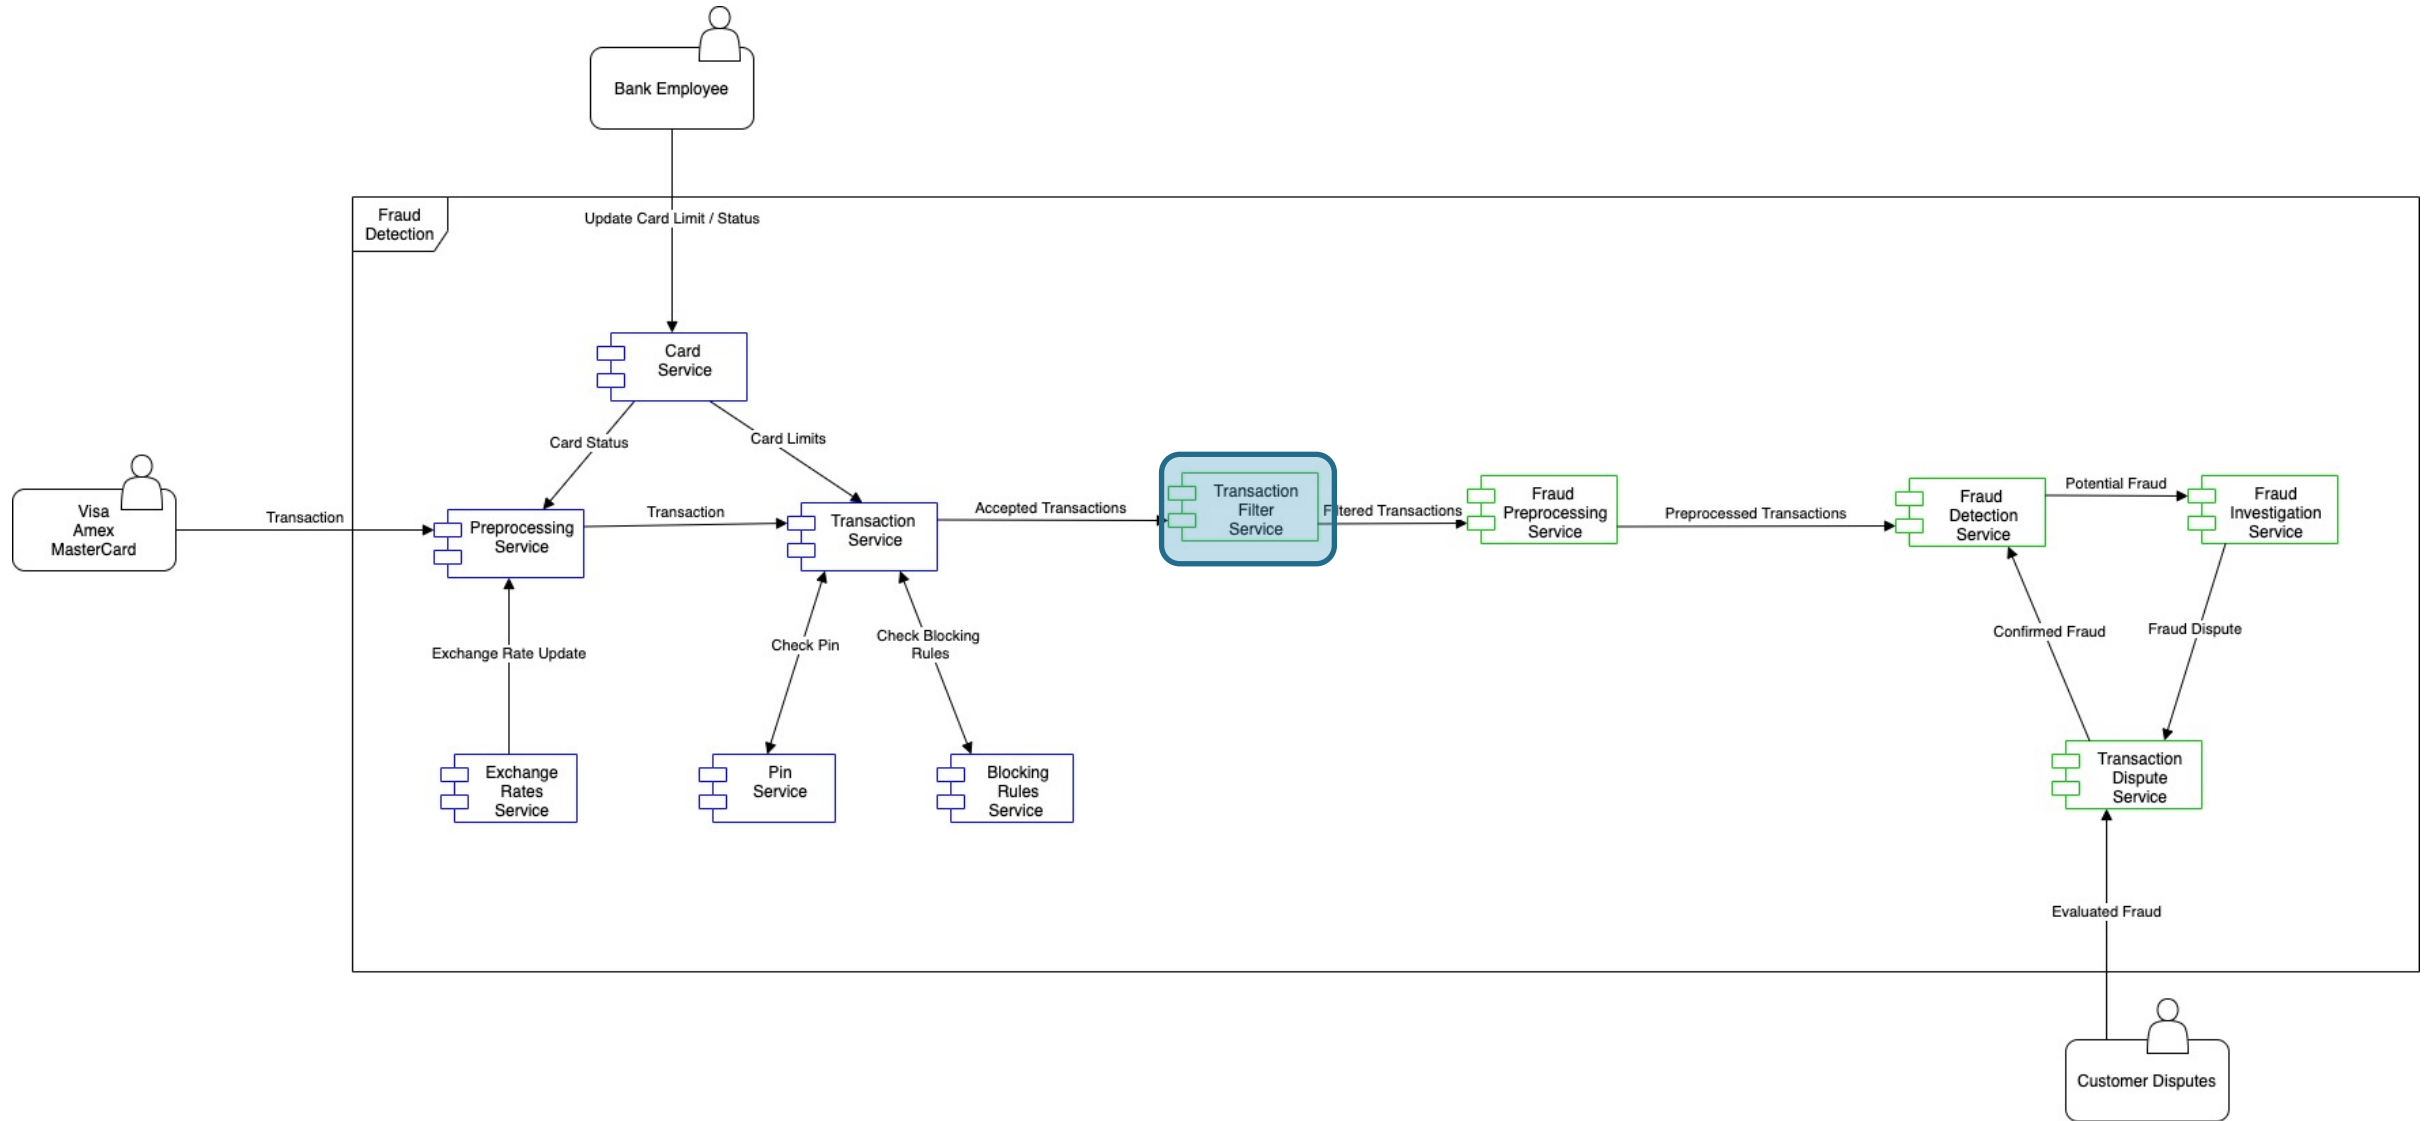 Bank Employee
Fraud
Detection
Update Card Limit / Status
Card
Service
Card Status
Card Limits
Visa
Amex
MasterCard
Transaction
Preprocessing
Service
Transaction
Transaction
Service
Accepted Transactions
Transaction
Filter
Service
Filtered Transactions
Fraud
Preprocessing
Service
Preprocessed Transactions
Fraud
Detection
Service
Potential Fraud
Fraud
Investigation
Service
Exchange Rate Update
Check Pin
Check Blocking
Rules
Confirmed Fraud
Fraud Dispute
Exchange
Rates
Service
Pin
Service
Blocking
Rules
Service
Transaction
Dispute
Service
Evaluated Fraud
Customer Disputes